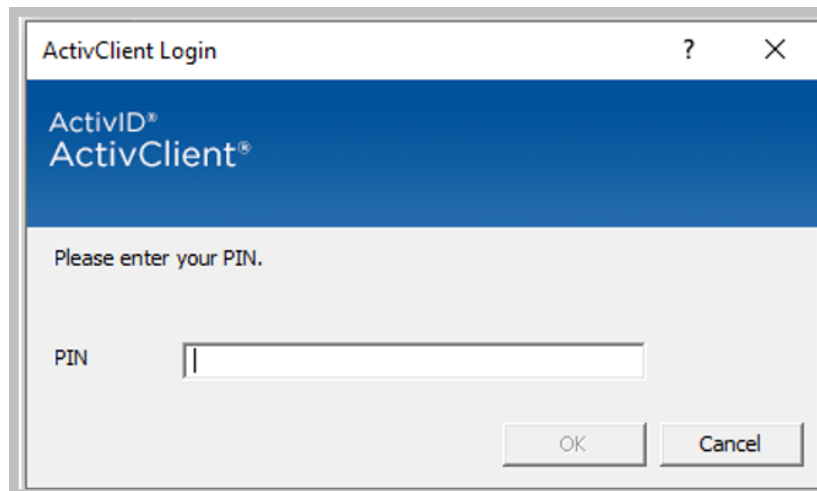 ActivClient Login ?
ActivID®
ActivClient®
Please enter your PIN.
PIN
OK Cancel